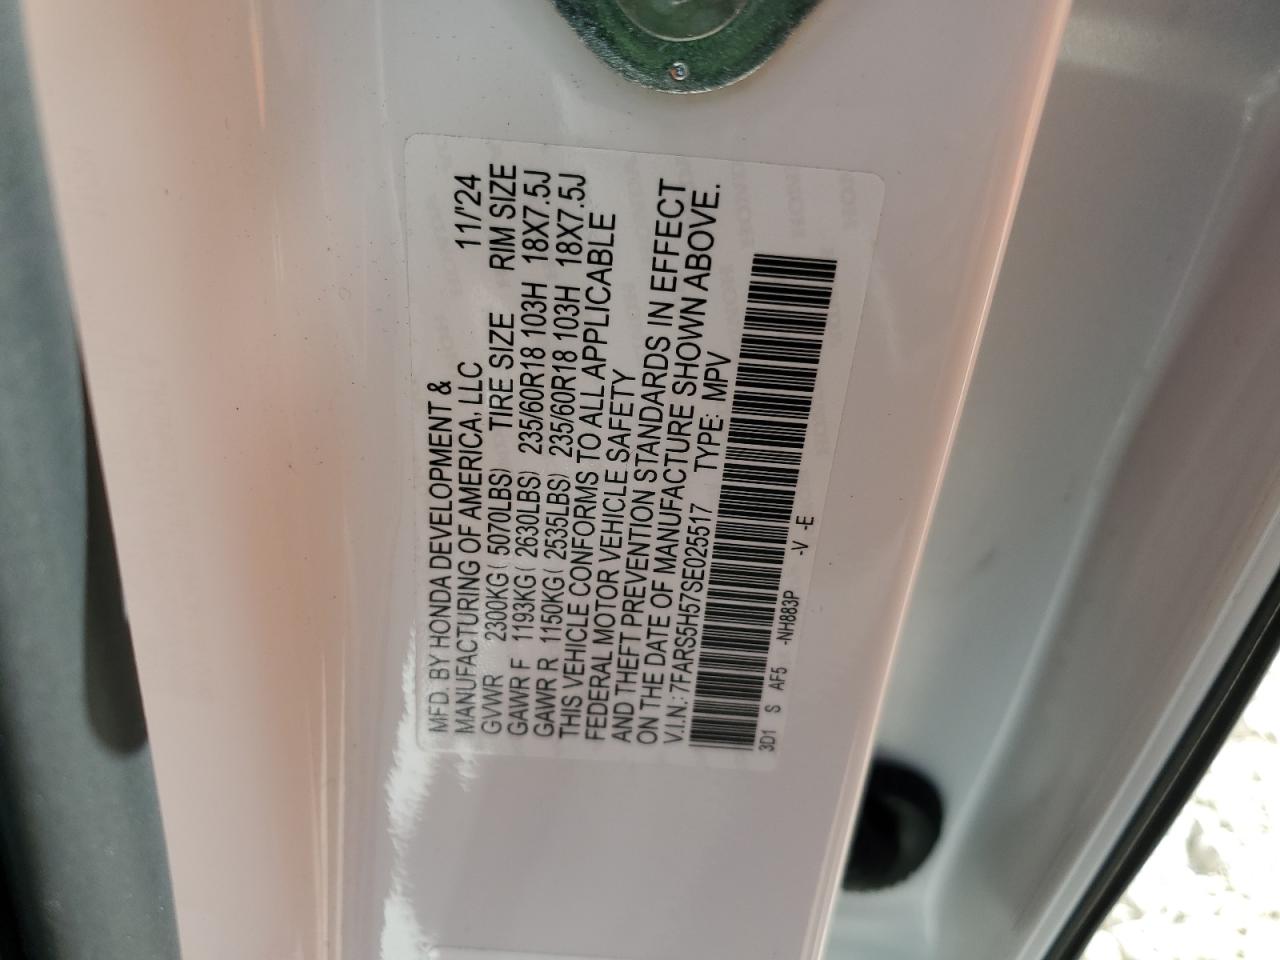 MFD. BY HONDA DEVELOPMENT &
MANUFACTURING OF AMERICA, LLC 11/'24
GVWR 2300KG( 5070LBS) TIRE SIZE RIM SIZE
GAWR F 1193KG( 2630LBS) 235/60R18 103H 18X7.5J
GAWR R 1150KG( 2535LBS) 235/60R18 103H 18X7.5J
THIS VEHICLE CONFORMS TO ALL APPLICABLE
FEDERAL MOTOR VEHICLE SAFETY
AND THEFT PREVENTION STANDARDS IN EFFECT
ON THE DATE OF MANUFACTURE SHOWN ABOVE.
V.I.N.: 7FARS5H57SE025517 TYPE: MPV
3D1 S AF5 -NH883P -V -E